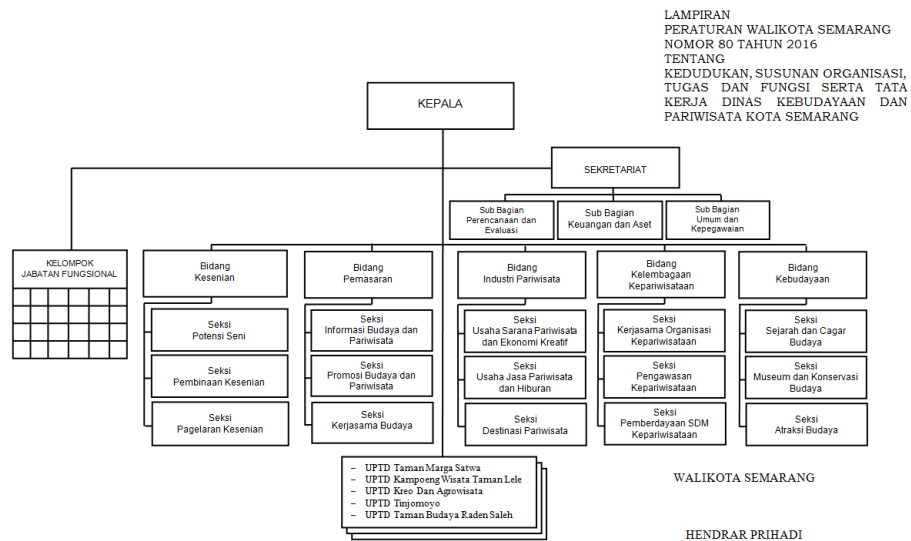 LAMPIRAN
PERATURAN WALIKOTA SEMARANG
NOMOR 80 TAHUN 2016
TENTANG
KEDUDUKAN, SUSUNAN ORGANISASI,
TUGAS DAN FUNGSI SERTA TATA
KERJA DINAS KEBUDAYAAN DAN
PARIWISATA KOTA SEMARANG
KEPALA
SEKRETARIAT
Sub Bagian
Perencanaan dan
Evaluasi
Sub Bagian
Keuangan dan Aset
Sub Bagian
Umum dan
Kepegawaian
KELOMPOK
JABATAN FUNGSIONAL
Bidang
Kesenian
Seksi
Potensi Seni
Seksi
Pembinaan Kesenian
Seksi
Pagelaran Kesenian
Bidang
Pemasaran
Seksi
Informasi Budaya dan
Pariwisata
Seksi
Promosi Budaya dan
Pariwisata
Seksi
Kerjasama Budaya
Bidang
Industri Pariwisata
Seksi
Usaha Sarana Pariwisata
dan Ekonomi Kreatif
Seksi
Usaha Jasa Pariwisata
dan Hiburan
Seksi
Destinasi Pariwisata
Bidang
Kelembagaan
Kepariwisataan
Seksi
Kerjasama Organisasi
Kepariwisataan
Seksi
Pengawasan
Kepariwisataan
Seksi
Pemberdayaan SDM
Kepariwisataan
Bidang
Kebudayaan
Seksi
Sejarah dan Cagar
Budaya
Seksi
Museum dan Konservasi
Budaya
Seksi
Atraksi Budaya
– UPTD Taman Marga Satwa
– UPTD Kampoeng Wisata Taman Lele
– UPTD Kreo Dan Agrowisata
– UPTD Tinjomoyo
– UPTD Taman Budaya Raden Saleh
WALIKOTA SEMARANG
HENDRAR PRIHADI